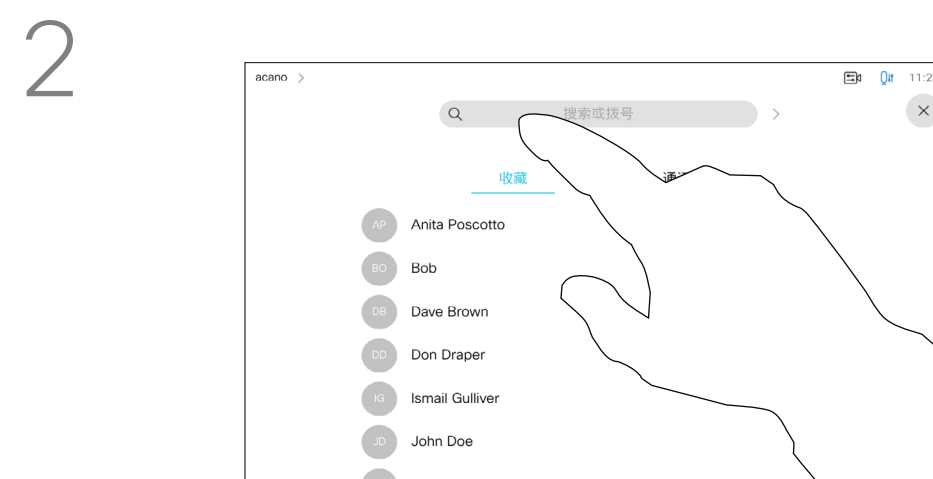 2
acano >
11:2
搜索或拨号 >
收藏 通
AP Anita Poscotto
BO Bob
DB Dave Brown
DD Don Draper
IG Ismail Gulliver
JD John Doe